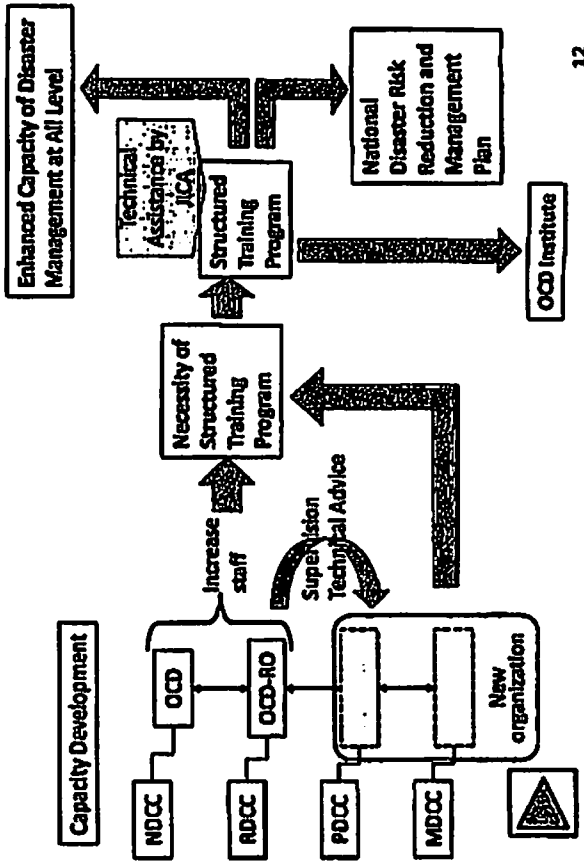 Capacity Development
NDCC
OCD
RDCC
OCD-RO
PDCC
MDCC
New
organization
Increase
staff
Supervision
Technical Advice
Necessity of
Structured
Training
Program
Technical
Assistance by
JICA
Structured
Training
Program
Enhanced Capacity of Disaster
Management at All Level
National
Disaster Risk
Reduction and
Management
Plan
OCD Institute
12